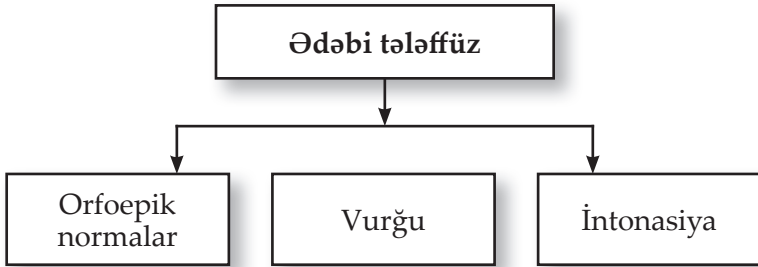 Ədəbi tələffüz
Orfoepik
normalar
Vurğu
İntonasiya